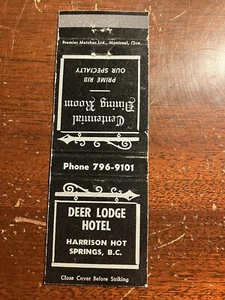 Premier Matches Ltd., Montreal, Que.
Centennial
Dining Room
PRIME RIB
OUR SPECIALTY
Phone 796-9101
DEER LODGE
HOTEL
HARRISON HOT
SPRINGS, B.C.
Close Cover Before Striking